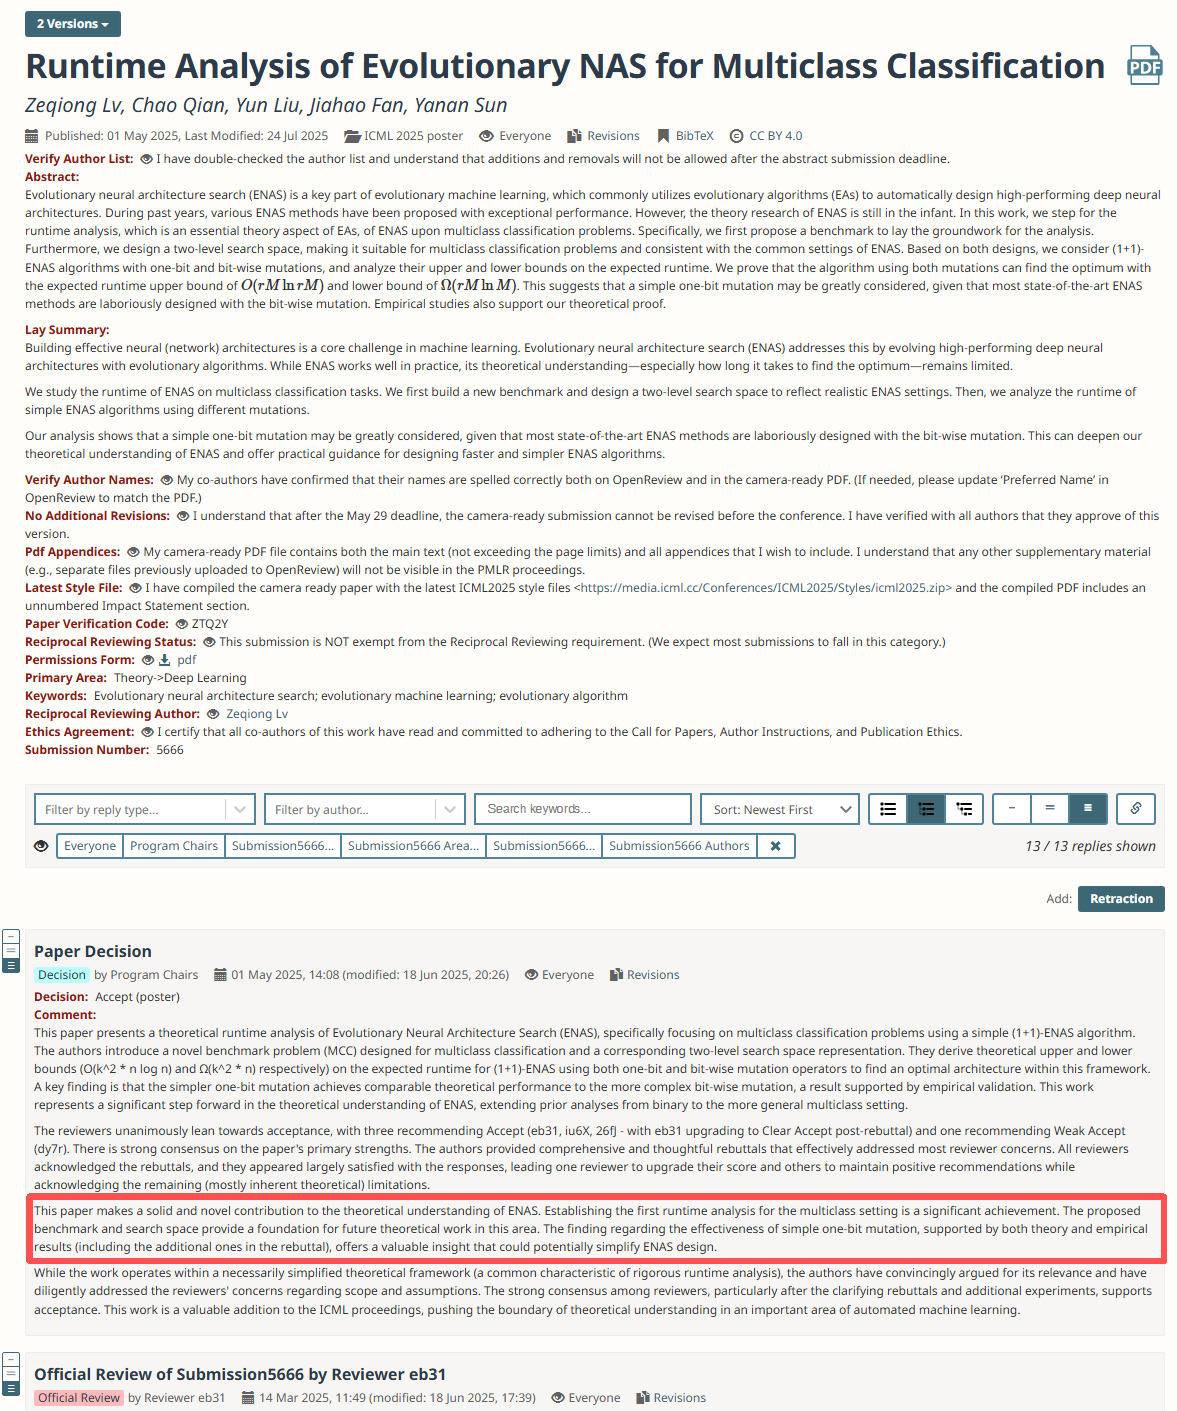 2 Versions
Runtime Analysis of Evolutionary NAS for Multiclass Classification
PDF
Zeqiong Lv, Chao Qian, Yun Liu, Jiahao Fan, Yanan Sun
Published: 01 May 2025, Last Modified: 24 Jul 2025 ICML 2025 poster Everyone Revisions BibTeX CC BY 4.0
Verify Author List: I have double-checked the author list and understand that additions and removals will not be allowed after the abstract submission deadline.
Abstract:
Evolutionary neural architecture search (ENAS) is a key part of evolutionary machine learning, which commonly utilizes evolutionary algorithms (EAs) to automatically design high-performing deep neural
architectures. During past years, various ENAS methods have been proposed with exceptional performance. However, the theory research of ENAS is still in the infant. In this work, we step for the
runtime analysis, which is an essential theory aspect of EAs, of ENAS upon multiclass classification problems. Specifically, we first propose a benchmark to lay the groundwork for the analysis.
Furthermore, we design a two-level search space, making it suitable for multiclass classification problems and consistent with the common settings of ENAS. Based on both designs, we consider (1+1)-
ENAS algorithms with one-bit and bit-wise mutations, and analyze their upper and lower bounds on the expected runtime. We prove that the algorithm using both mutations can find the optimum with
the expected runtime upper bound of O(rM ln rM) and lower bound of Ω(rM ln M). This suggests that a simple one-bit mutation may be greatly considered, given that most state-of-the-art ENAS
methods are laboriously designed with the bit-wise mutation. Empirical studies also support our theoretical proof.
Lay Summary:
Building effective neural (network) architectures is a core challenge in machine learning. Evolutionary neural architecture search (ENAS) addresses this by evolving high-performing deep neural
architectures with evolutionary algorithms. While ENAS works well in practice, its theoretical understanding—especially how long it takes to find the optimum—remains limited.
We study the runtime of ENAS on multiclass classification tasks. We first build a new benchmark and design a two-level search space to reflect realistic ENAS settings. Then, we analyze the runtime of
simple ENAS algorithms using different mutations.
Our analysis shows that a simple one-bit mutation may be greatly considered, given that most state-of-the-art ENAS methods are laboriously designed with the bit-wise mutation. This can deepen our
theoretical understanding of ENAS and offer practical guidance for designing faster and simpler ENAS algorithms.
Verify Author Names: My co-authors have confirmed that their names are spelled correctly both on OpenReview and in the camera-ready PDF. (If needed, please update ‘Preferred Name’ in
OpenReview to match the PDF.)
No Additional Revisions: I understand that after the May 29 deadline, the camera-ready submission cannot be revised before the conference. I have verified with all authors that they approve of this
version.
Pdf Appendices: My camera-ready PDF file contains both the main text (not exceeding the page limits) and all appendices that I wish to include. I understand that any other supplementary material
(e.g., separate files previously uploaded to OpenReview) will not be visible in the PMLR proceedings.
Latest Style File: I have compiled the camera ready paper with the latest ICML2025 style files <https://media.icml.cc/Conferences/ICML2025/Styles/icml2025.zip> and the compiled PDF includes an
unnumbered Impact Statement section.
Paper Verification Code: ZTQ2Y
Reciprocal Reviewing Status: This submission is NOT exempt from the Reciprocal Reviewing requirement. (We expect most submissions to fall in this category.)
Permissions Form: pdf
Primary Area: Theory->Deep Learning
Keywords: Evolutionary neural architecture search; evolutionary machine learning; evolutionary algorithm
Reciprocal Reviewing Author: Zeqiong Lv
Ethics Agreement: I certify that all co-authors of this work have read and committed to adhering to the Call for Papers, Author Instructions, and Publication Ethics.
Submission Number: 5666
Filter by reply type... Filter by author... Search keywords... Sort: Newest First
Everyone Program Chairs Submission5666... Submission5666 Area... Submission5666... Submission5666 Authors 13 / 13 replies shown
Add: Retraction
Paper Decision
Decision by Program Chairs 01 May 2025, 14:08 (modified: 18 Jun 2025, 20:26) Everyone Revisions
Decision: Accept (poster)
Comment:
This paper presents a theoretical runtime analysis of Evolutionary Neural Architecture Search (ENAS), specifically focusing on multiclass classification problems using a simple (1+1)-ENAS algorithm.
The authors introduce a novel benchmark problem (MCC) designed for multiclass classification and a corresponding two-level search space representation. They derive theoretical upper and lower
bounds (O(k^2 * n log n) and Ω(k^2 * n) respectively) on the expected runtime for (1+1)-ENAS using both one-bit and bit-wise mutation operators to find an optimal architecture within this framework.
A key finding is that the simpler one-bit mutation achieves comparable theoretical performance to the more complex bit-wise mutation, a result supported by empirical validation. This work
represents a significant step forward in the theoretical understanding of ENAS, extending prior analyses from binary to the more general multiclass setting.
The reviewers unanimously lean towards acceptance, with three recommending Accept (eb31, iu6X, 26fJ - with eb31 upgrading to Clear Accept post-rebuttal) and one recommending Weak Accept
(dy7r). There is strong consensus on the paper's primary strengths. The authors provided comprehensive and thoughtful rebuttals that effectively addressed most reviewer concerns. All reviewers
acknowledged the rebuttals, and they appeared largely satisfied with the responses, leading one reviewer to upgrade their score and others to maintain positive recommendations while
acknowledging the remaining (mostly inherent theoretical) limitations.
This paper makes a solid and novel contribution to the theoretical understanding of ENAS. Establishing the first runtime analysis for the multiclass setting is a significant achievement. The proposed
benchmark and search space provide a foundation for future theoretical work in this area. The finding regarding the effectiveness of simple one-bit mutation, supported by both theory and empirical
results (including the additional ones in the rebuttal), offers a valuable insight that could potentially simplify ENAS design.
While the work operates within a necessarily simplified theoretical framework (a common characteristic of rigorous runtime analysis), the authors have convincingly argued for its relevance and have
diligently addressed the reviewers' concerns regarding scope and assumptions. The strong consensus among reviewers, particularly after the clarifying rebuttals and additional experiments, supports
acceptance. This work is a valuable addition to the ICML proceedings, pushing the boundary of theoretical understanding in an important area of automated machine learning.
Official Review of Submission5666 by Reviewer eb31
Official Review by Reviewer eb31 14 Mar 2025, 11:49 (modified: 18 Jun 2025, 17:39) Everyone Revisions